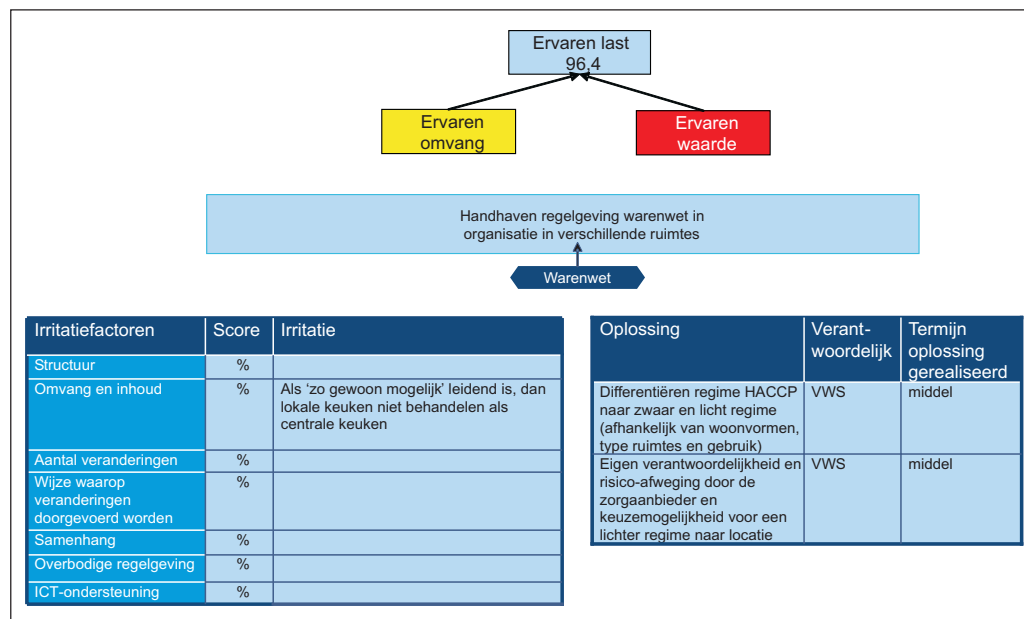 Ervaren last
96,4
Ervaren
omvang
Ervaren
waarde
Handhaven regelgeving warenwet in
organisatie in verschillende ruimtes
Warenwet
Irritatiefactoren Score Irritatie
Structuur %
Omvang en inhoud % Als ‘zo gewoon mogelijk’ leidend is, dan
lokale keuken niet behandelen als
centrale keuken
Aantal veranderingen %
Wijze waarop %
veranderingen
doorgevoerd worden
Samenhang %
Overbodige regelgeving %
ICT-ondersteuning %
Oplossing Verant- Termijn
woordelijk oplossing
gerealiseerd
Differentiëren regime HACCP VWS middel
naar zwaar en licht regime
(afhankelijk van woonvormen,
type ruimtes en gebruik)
Eigen verantwoordelijkheid en VWS middel
risico-afweging door de
zorgaanbieder en
keuzemogelijkheid voor een
lichter regime naar locatie